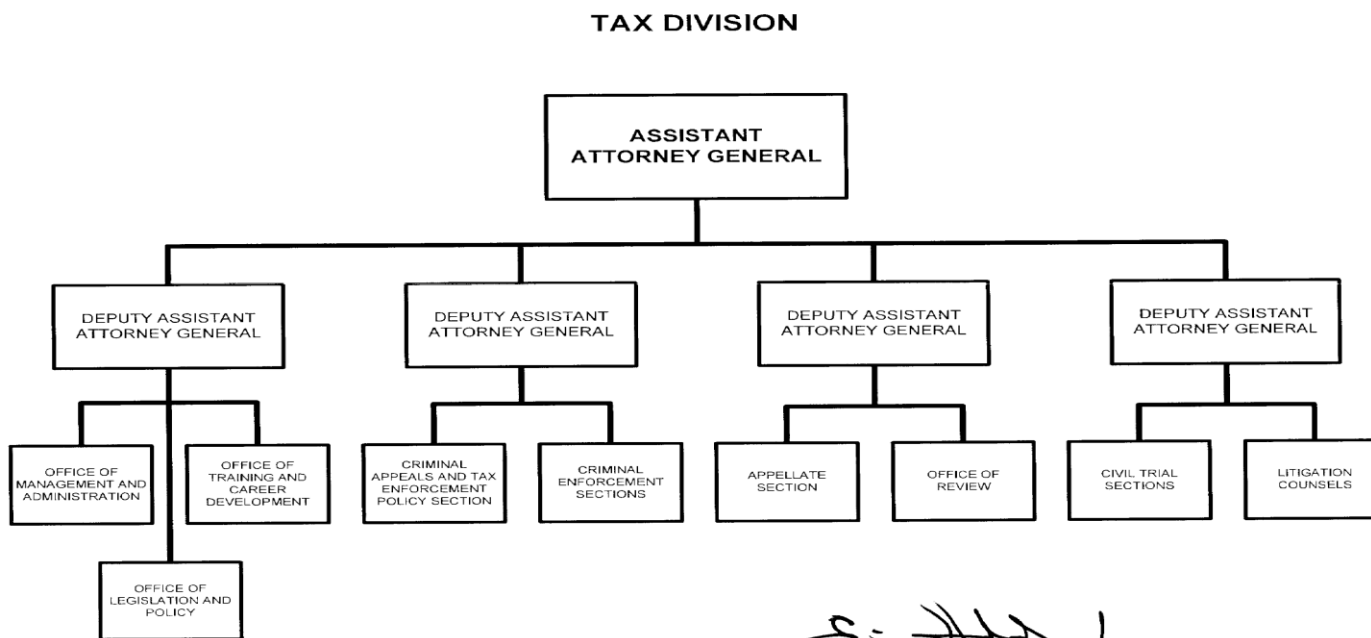 TAX DIVISION
ASSISTANT
ATTORNEY GENERAL
DEPUTY ASSISTANT
ATTORNEY GENERAL
DEPUTY ASSISTANT
ATTORNEY GENERAL
DEPUTY ASSISTANT
ATTORNEY GENERAL
DEPUTY ASSISTANT
ATTORNEY GENERAL
OFFICE OF
MANAGEMENT AND
ADMINISTRATION
OFFICE OF
TRAINING AND
CAREER
DEVELOPMENT
CRIMINAL
APPEALS AND TAX
ENFORCEMENT
POLICY SECTION
CRIMINAL
ENFORCEMENT
SECTIONS
APPELLATE
SECTION
OFFICE OF
REVIEW
CIVIL TRIAL
SECTIONS
LITIGATION
COUNSELS
OFFICE OF
LEGISLATION AND
POLICY